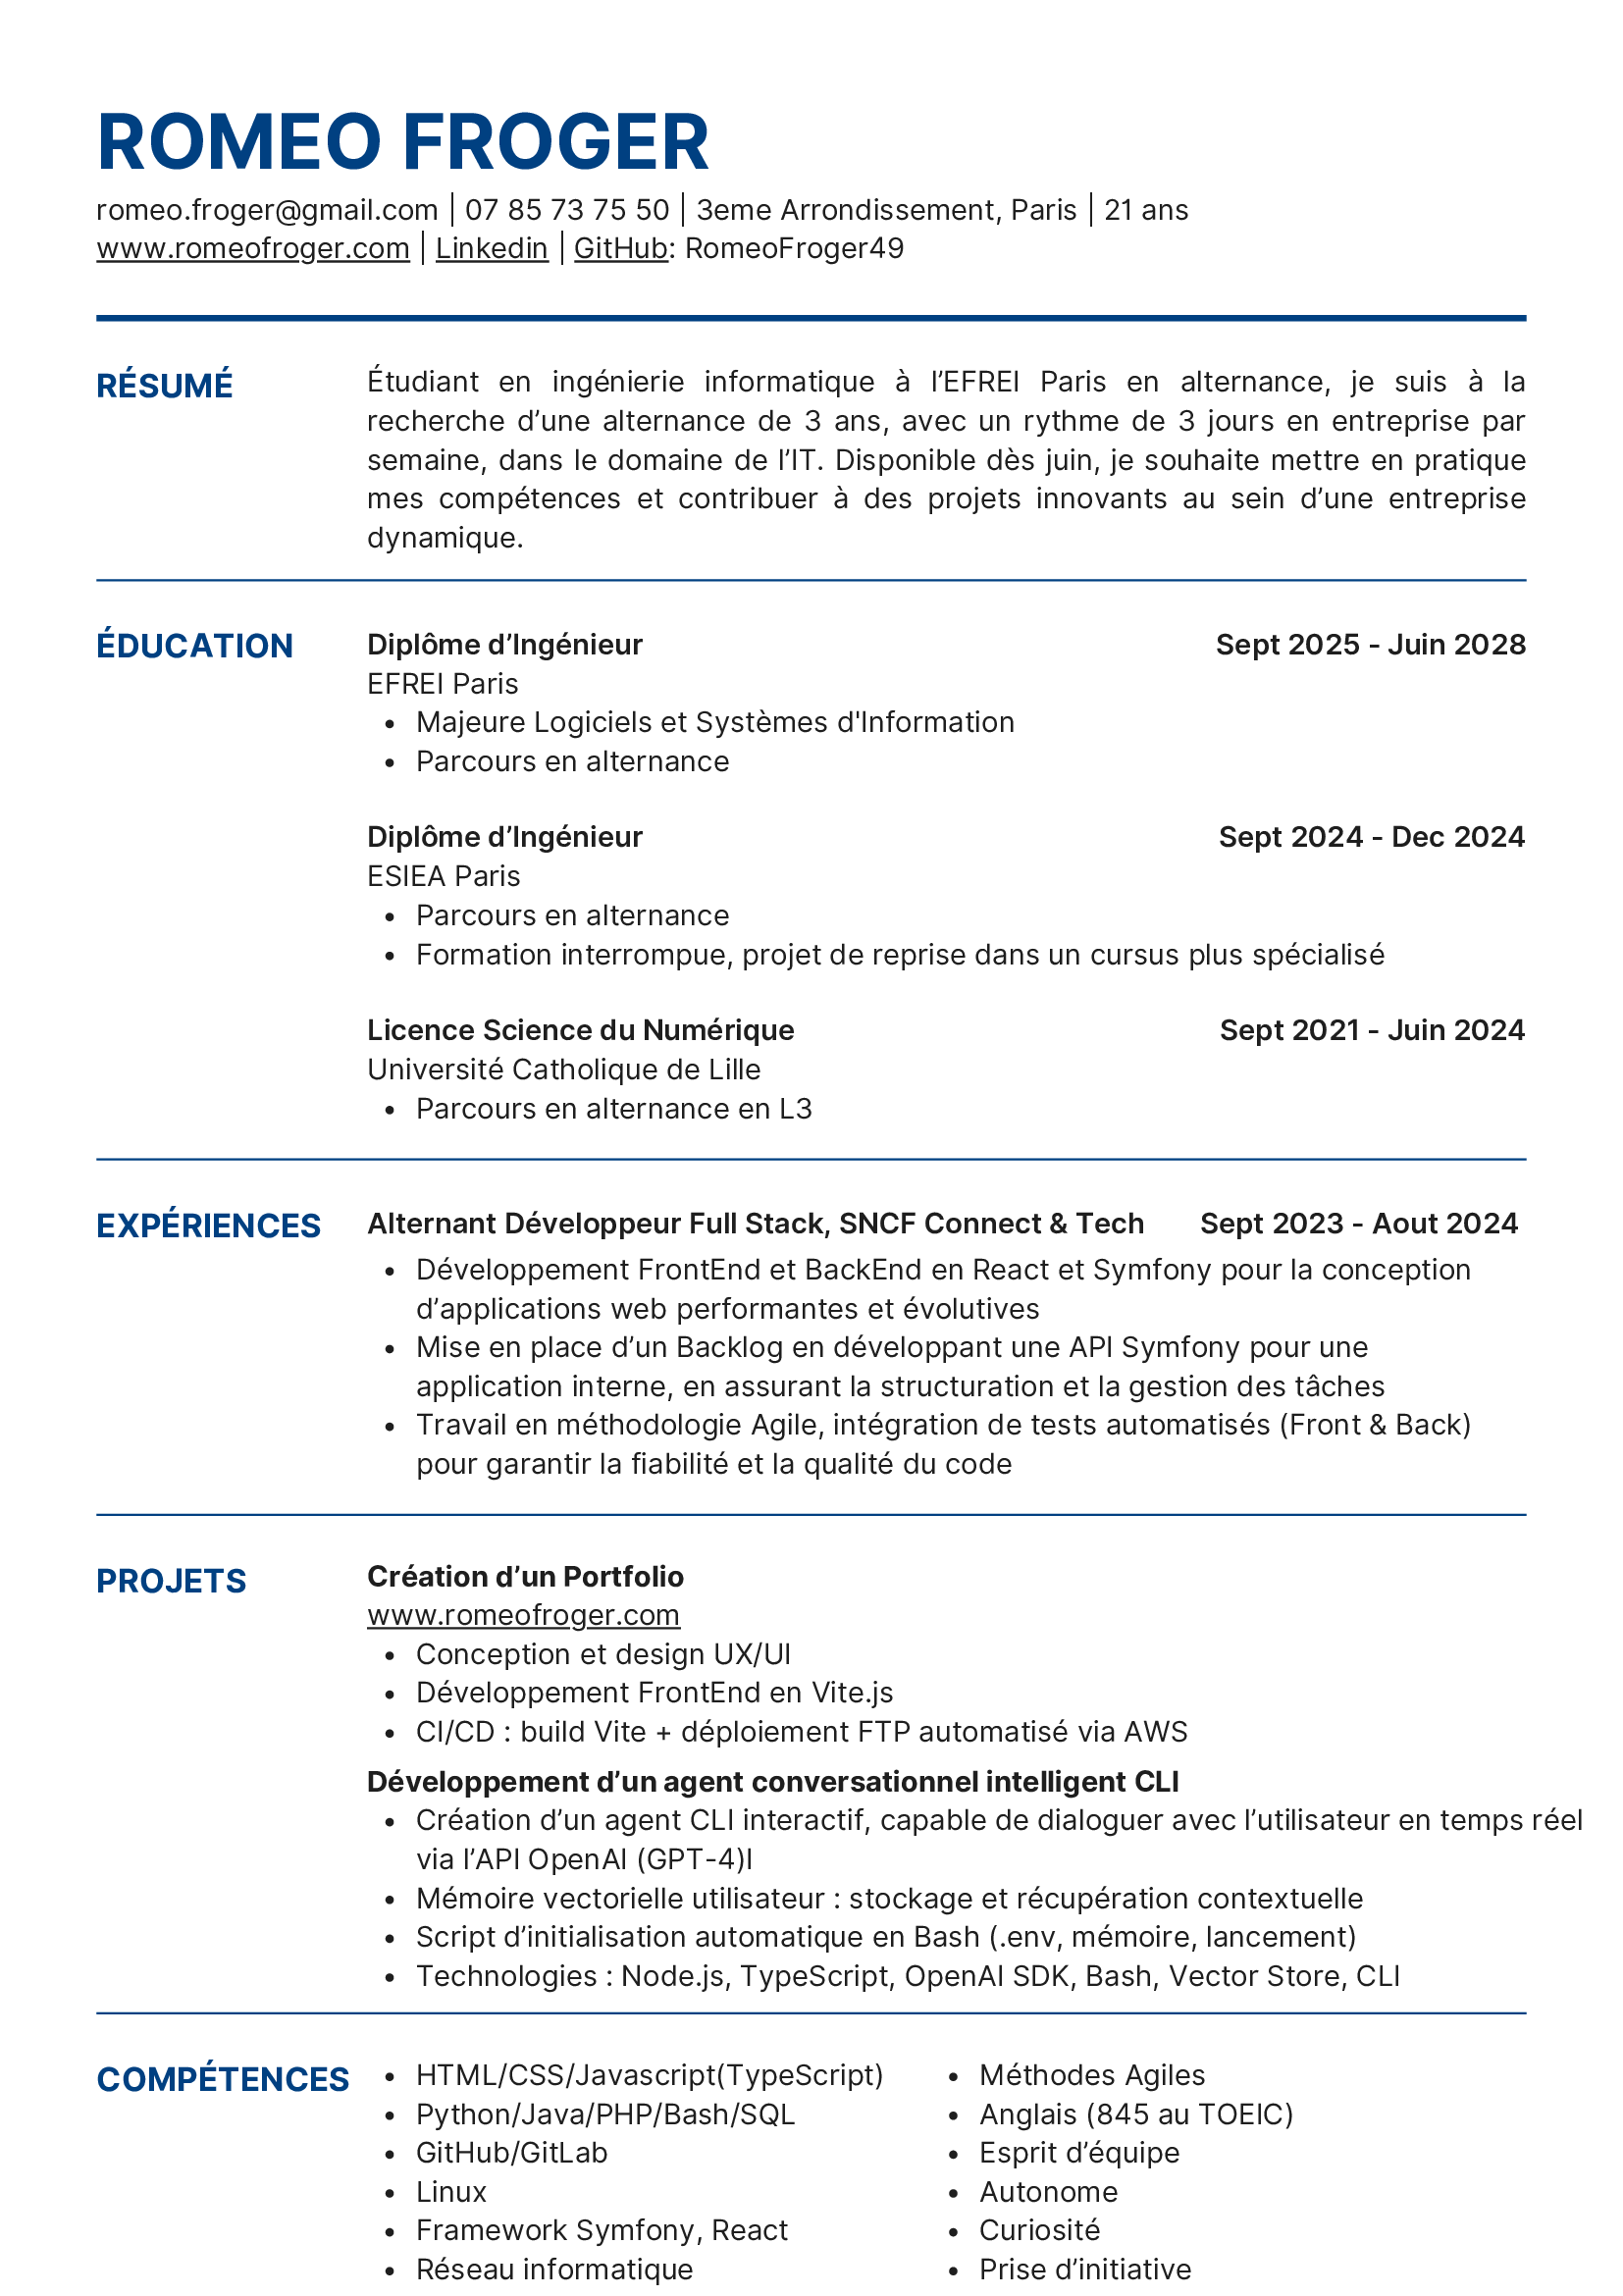 ROMEO FROGER
romeo.froger@gmail.com | 07 85 73 75 50 | 3eme Arrondissement, Paris | 21 ans
www.romeofroger.com | Linkedin | GitHub: RomeoFroger49
RÉSUMÉ
Étudiant en ingénierie informatique à l’EFREI Paris en alternance, je suis à la
recherche d’une alternance de 3 ans, avec un rythme de 3 jours en entreprise par
semaine, dans le domaine de l’IT. Disponible dès juin, je souhaite mettre en pratique
mes compétences et contribuer à des projets innovants au sein d’une entreprise
dynamique.
ÉDUCATION
Diplôme d’Ingénieur Sept 2025 - Juin 2028
EFREI Paris
• Majeure Logiciels et Systèmes d'Information
• Parcours en alternance
Diplôme d’Ingénieur Sept 2024 - Dec 2024
ESIEA Paris
• Parcours en alternance
• Formation interrompue, projet de reprise dans un cursus plus spécialisé
Licence Science du Numérique Sept 2021 - Juin 2024
Université Catholique de Lille
• Parcours en alternance en L3
EXPÉRIENCES
Alternant Développeur Full Stack, SNCF Connect & Tech Sept 2023 - Aout 2024
• Développement FrontEnd et BackEnd en React et Symfony pour la conception
d’applications web performantes et évolutives
• Mise en place d’un Backlog en développant une API Symfony pour une
application interne, en assurant la structuration et la gestion des tâches
• Travail en méthodologie Agile, intégration de tests automatisés (Front & Back)
pour garantir la fiabilité et la qualité du code
PROJETS
Création d’un Portfolio
www.romeofroger.com
• Conception et design UX/UI
• Développement FrontEnd en Vite.js
• CI/CD : build Vite + déploiement FTP automatisé via AWS
Développement d’un agent conversationnel intelligent CLI
• Création d’un agent CLI interactif, capable de dialoguer avec l’utilisateur en temps réel
via l’API OpenAI (GPT-4)I
• Mémoire vectorielle utilisateur : stockage et récupération contextuelle
• Script d’initialisation automatique en Bash (.env, mémoire, lancement)
• Technologies : Node.js, TypeScript, OpenAI SDK, Bash, Vector Store, CLI
COMPÉTENCES
• HTML/CSS/Javascript(TypeScript)
• Python/Java/PHP/Bash/SQL
• GitHub/GitLab
• Linux
• Framework Symfony, React
• Réseau informatique
• Méthodes Agiles
• Anglais (845 au TOEIC)
• Esprit d’équipe
• Autonome
• Curiosité
• Prise d’initiative